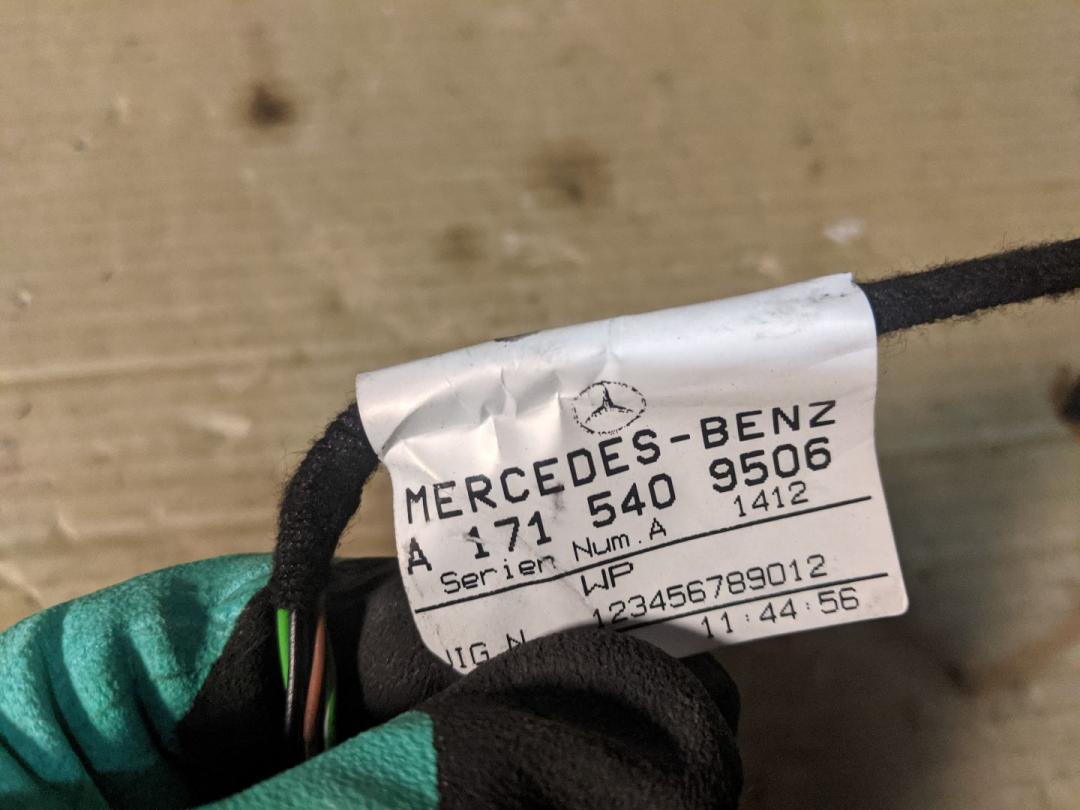 MERCEDES-BENZ
A 171 540 9506
Serien Num.A 1412
WP
123456789012
11:44:56